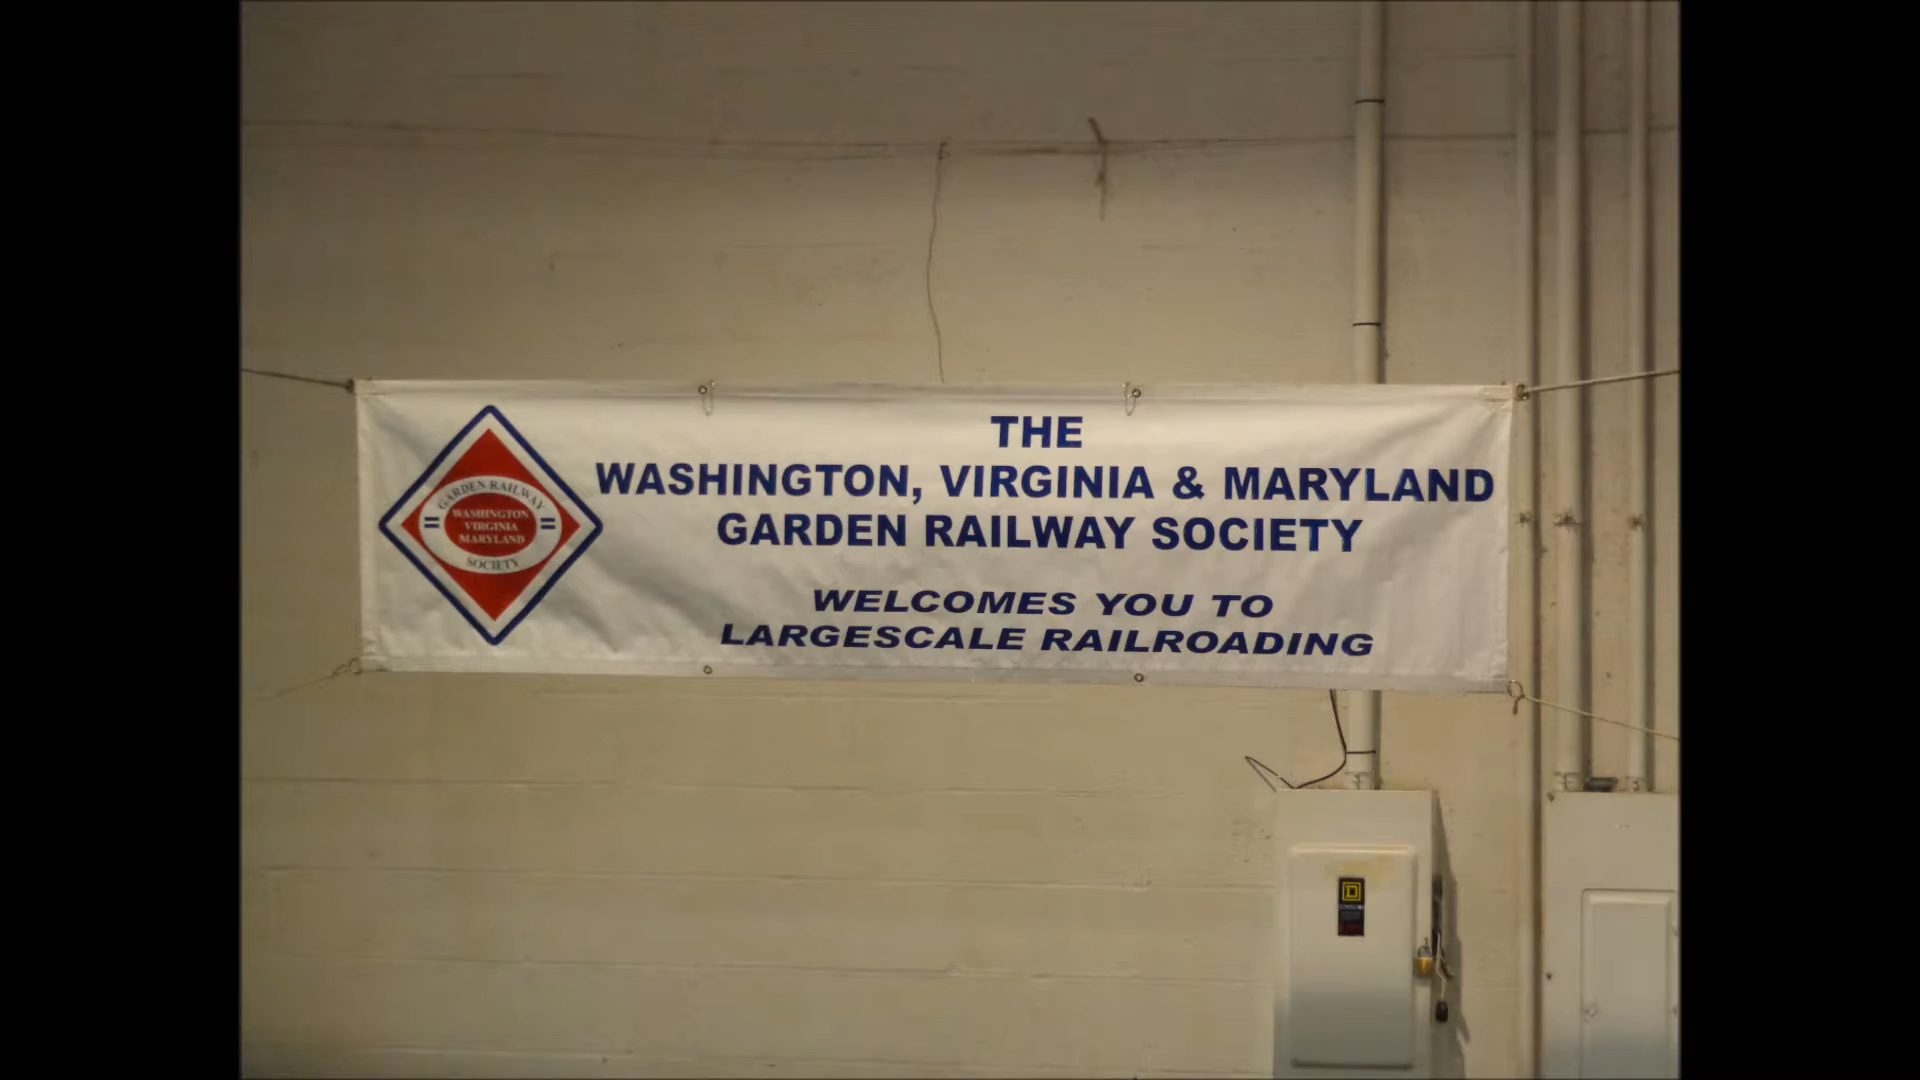 THE
WASHINGTON, VIRGINIA & MARYLAND
GARDEN RAILWAY SOCIETY
WELCOMES YOU TO
LARGESCALE RAILROADING
GARDEN RAILWAY
WASHINGTON
VIRGINIA
MARYLAND
SOCIETY
D